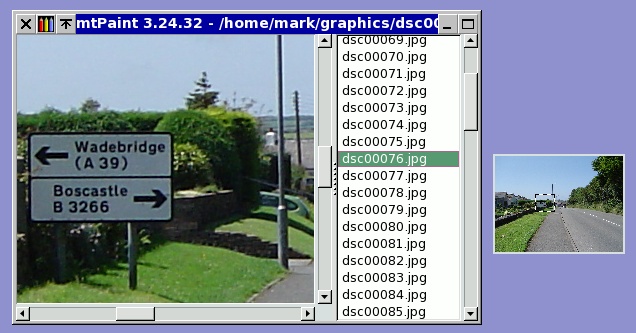 mtPaint 3.24.32 - /home/mark/graphics/dsc00
Wadebridge
(A 39)
Boscastle
B 3266
dsc00069.jpg
dsc00070.jpg
dsc00071.jpg
dsc00072.jpg
dsc00073.jpg
dsc00074.jpg
dsc00075.jpg
dsc00076.jpg
dsc00077.jpg
dsc00078.jpg
dsc00079.jpg
dsc00080.jpg
dsc00081.jpg
dsc00082.jpg
dsc00083.jpg
dsc00084.jpg
dsc00085.jpg